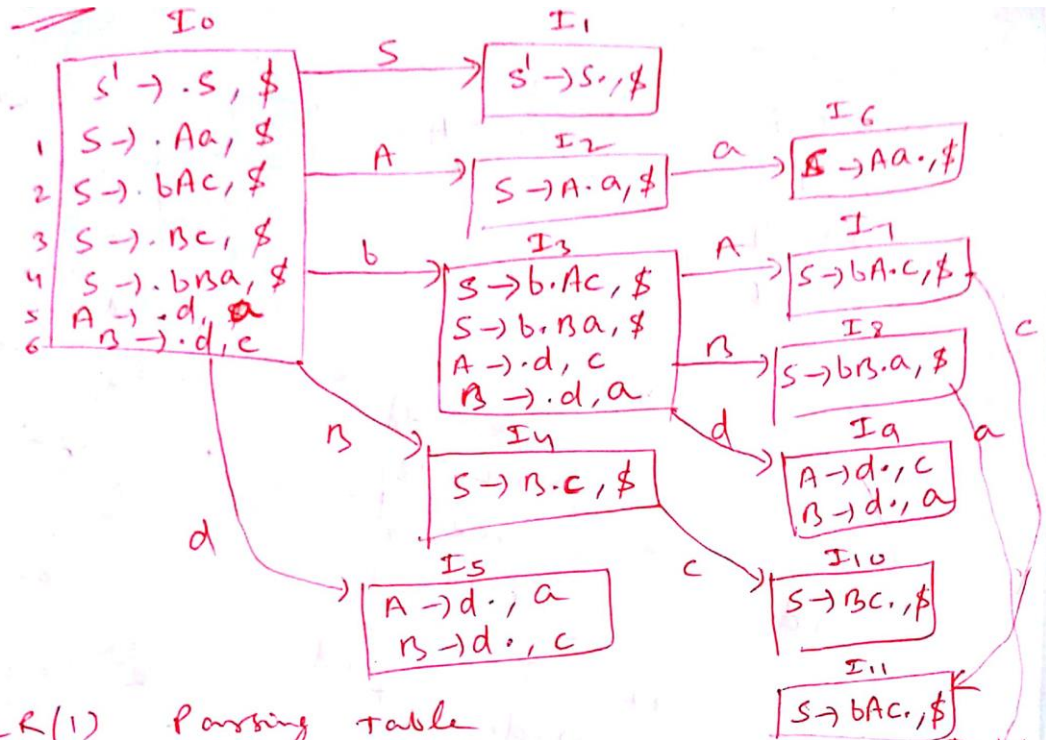 I0
S' → .S, $
1 S → .Aa, $
2 S → .bAc, $
3 S → .Bc, $
4 S → .bBa, $
5 A → .d, a
6 B → .d, c
S
I1
S' → S., $
A
I2
S → A.a, $
a
I6
S → Aa., $
b
I3
S → b.Ac, $
S → b.Ba, $
A → .d, c
B → .d, a
A
I7
S → bA.c, $
c
B
I8
S → bB.a, $
a
d
I9
A → d., c
B → d., a
B
I4
S → B.c, $
c
I10
S → Bc., $
d
I5
A → d., a
B → d., c
I11
S → bAc., $
LR(1) Parsing table